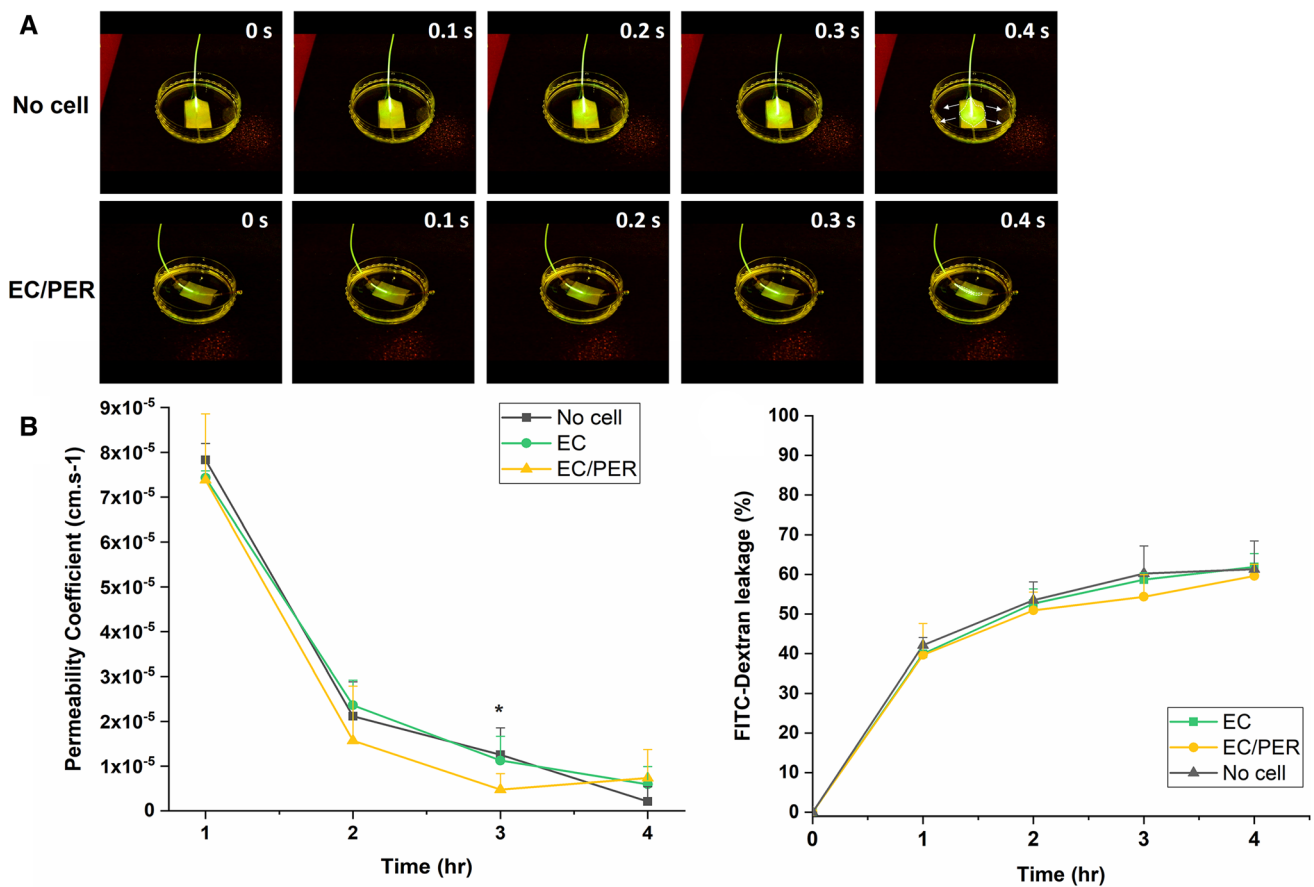 A
0 s
0.1 s
0.2 s
0.3 s
0.4 s
No cell
0 s
0.1 s
0.2 s
0.3 s
0.4 s
EC/PER
B
9x10⁻⁵
8x10⁻⁵
7x10⁻⁵
6x10⁻⁵
5x10⁻⁵
4x10⁻⁵
3x10⁻⁵
2x10⁻⁵
1x10⁻⁵
0
Permeability Coefficient (cm.s-1)
No cell
EC
EC/PER
*
1
2
3
4
Time (hr)
100
90
80
70
60
50
40
30
20
10
0
FITC-Dextran leakage (%)
EC
EC/PER
No cell
0
1
2
3
4
Time (hr)